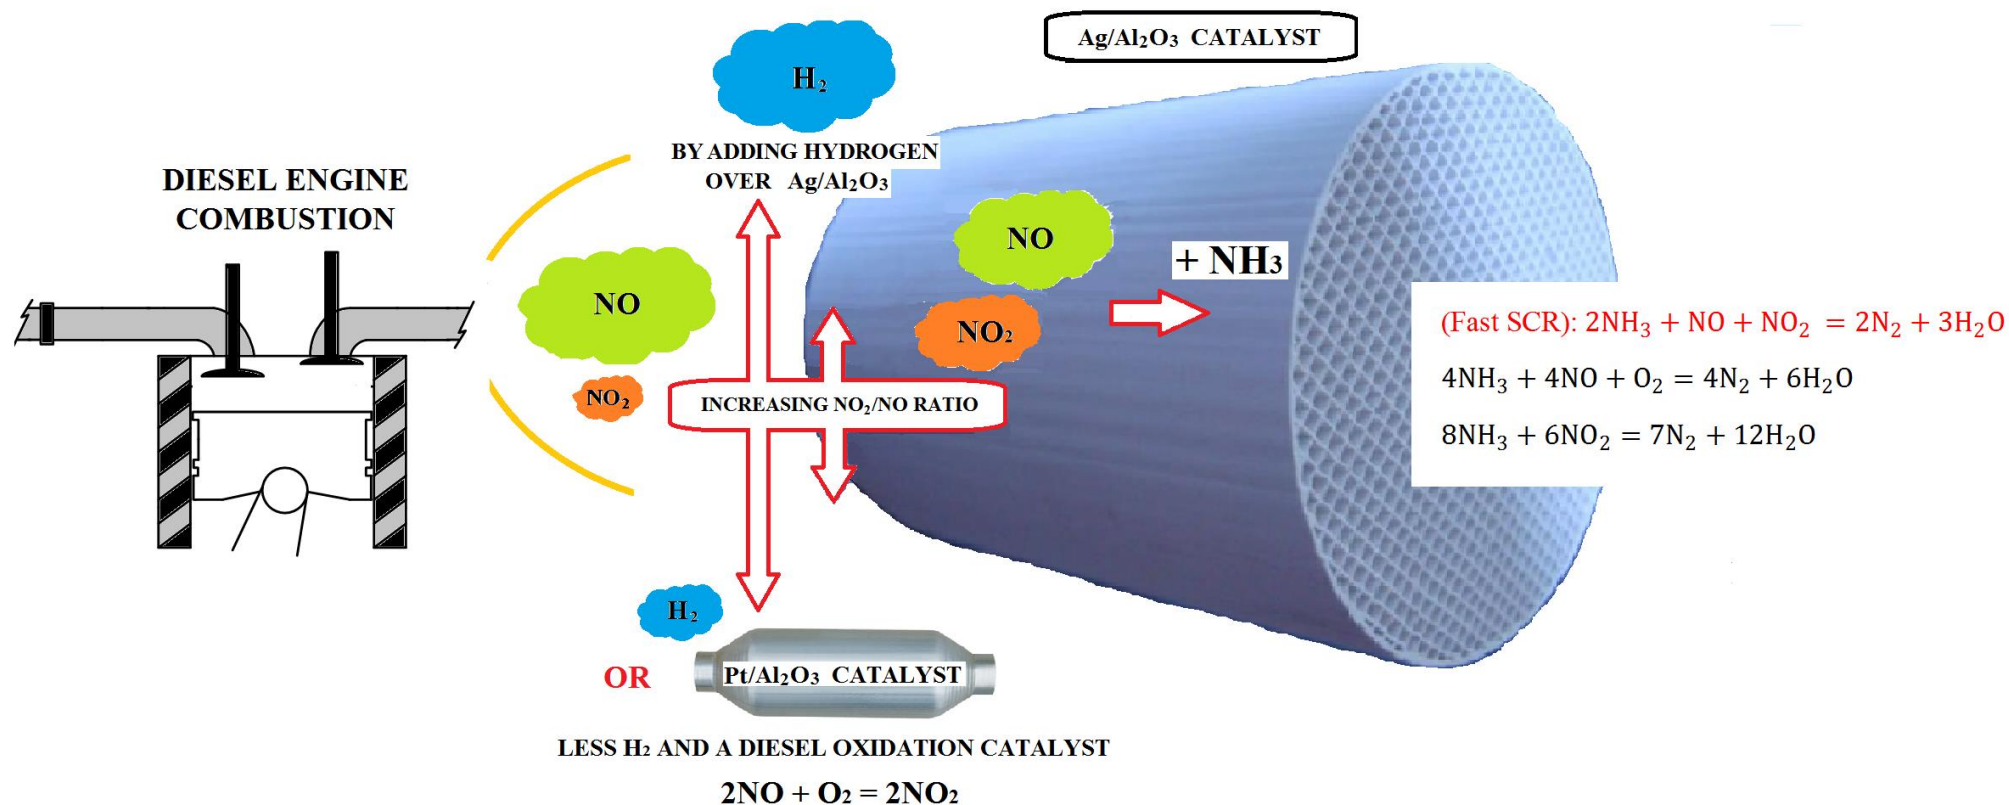 Ag/Al₂O₃ CATALYST
H₂
BY ADDING HYDROGEN
OVER Ag/Al₂O₃
DIESEL ENGINE
COMBUSTION
NO
NO₂
INCREASING NO₂/NO RATIO
NO
NO₂
+ NH₃
(Fast SCR): 2NH₃ + NO + NO₂ = 2N₂ + 3H₂O
4NH₃ + 4NO + O₂ = 4N₂ + 6H₂O
8NH₃ + 6NO₂ = 7N₂ + 12H₂O
H₂
OR
Pt/Al₂O₃ CATALYST
LESS H₂ AND A DIESEL OXIDATION CATALYST
2NO + O₂ = 2NO₂